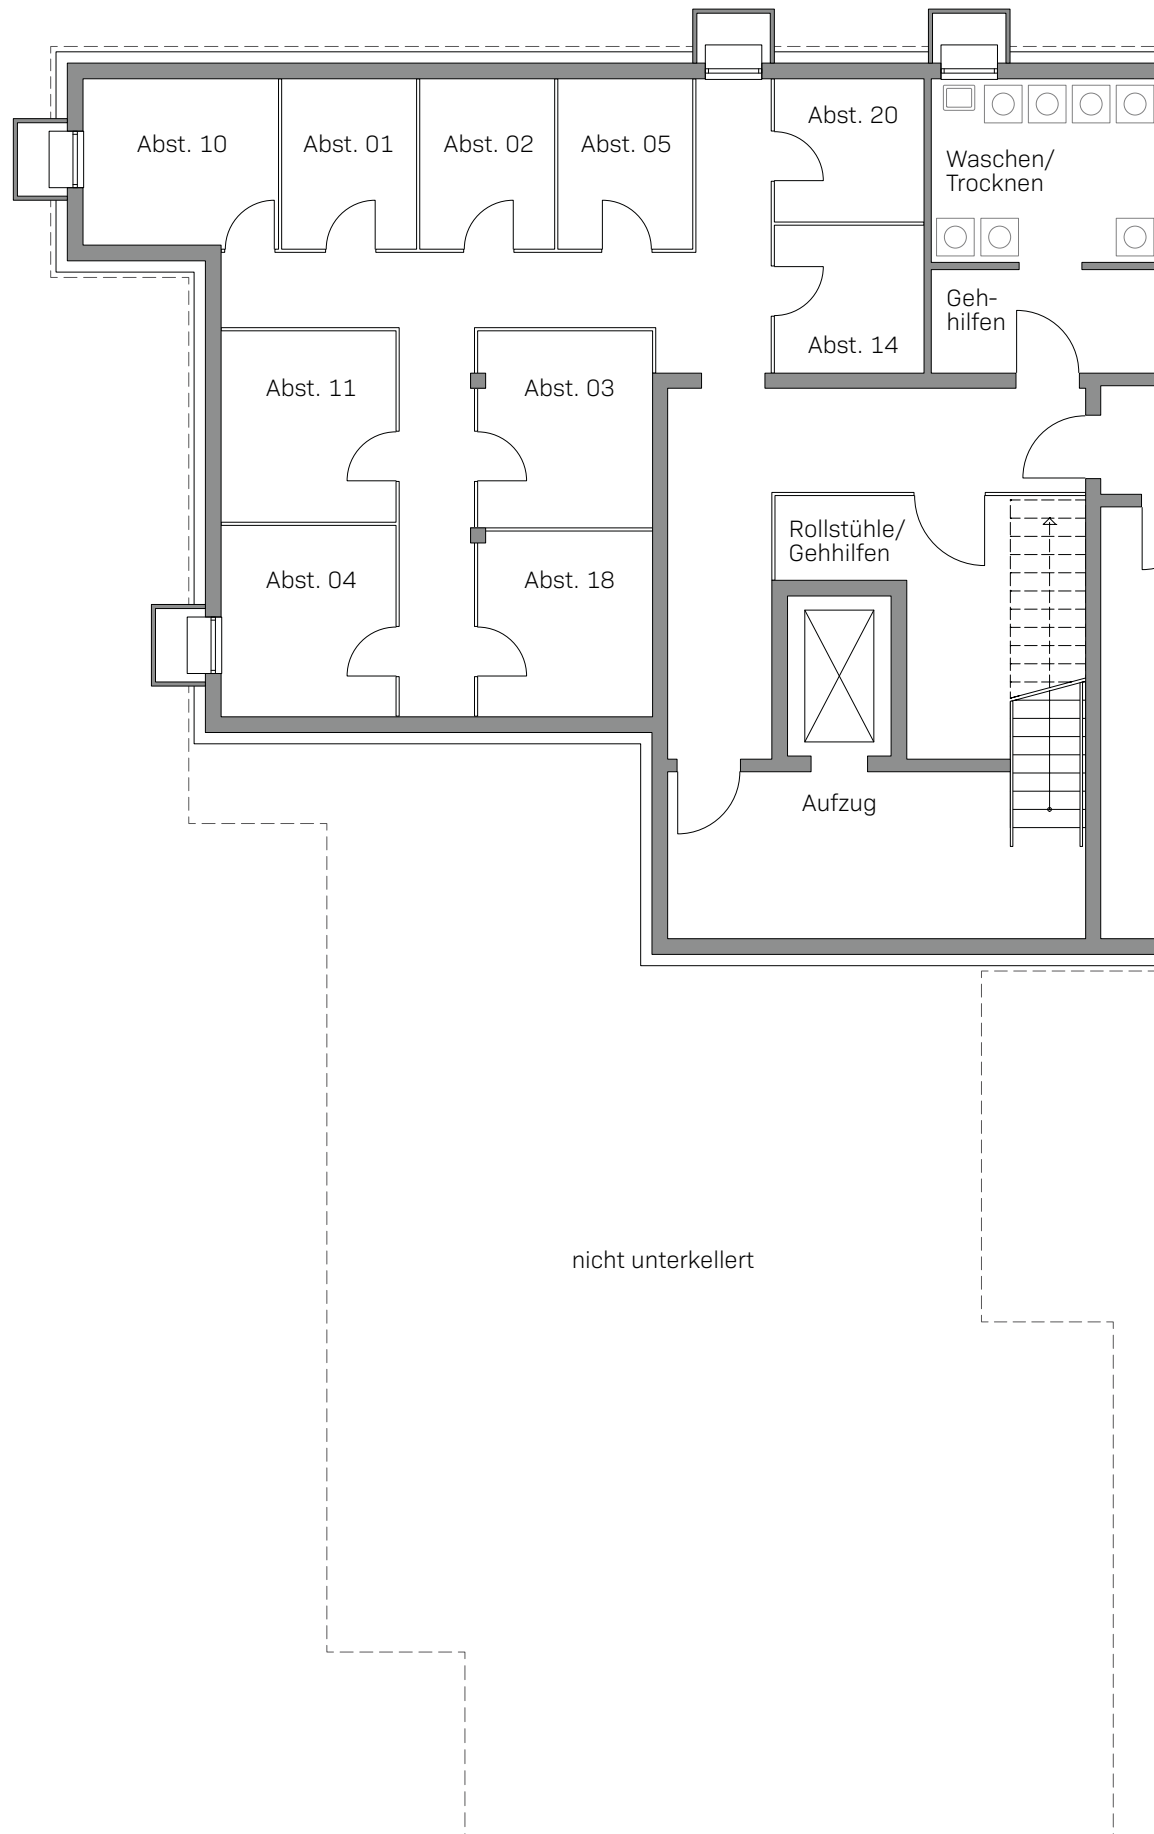 Abst. 10
Abst. 01
Abst. 02
Abst. 05
Abst. 20
Waschen/
Trocknen
Geh-
hilfen
Abst. 14
Abst. 11
Abst. 03
Rollstühle/
Gehhilfen
Abst. 04
Abst. 18
Aufzug
nicht unterkellert